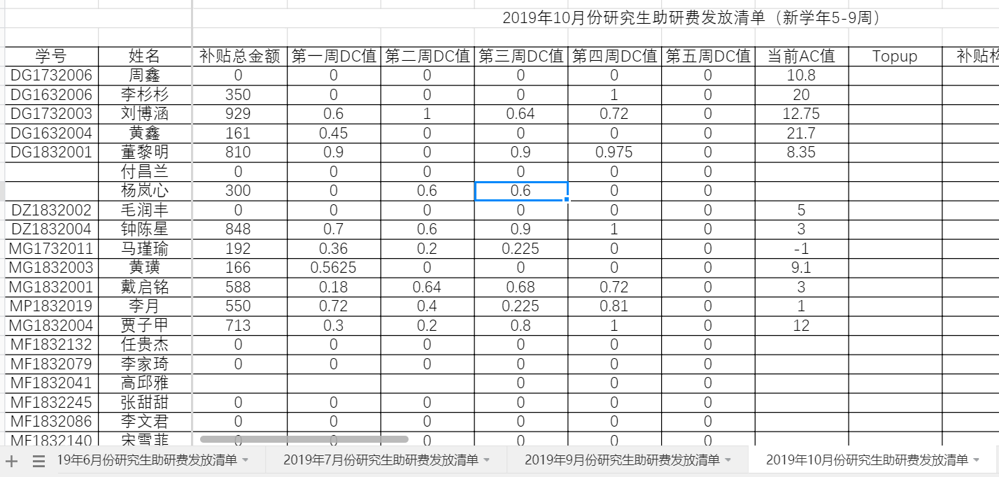 2019年10月份研究生助研费发放清单（新学年5-9周）
学号 姓名 补贴总金额 第一周DC值 第二周DC值 第三周DC值 第四周DC值 第五周DC值 当前AC值 Topup 补贴构
DG1732006 周鑫 0 0 0 0 0 0 10.8
DG1632006 李杉杉 350 0 0 0 1 0 20
DG1732003 刘博涵 929 0.6 1 0.64 0.72 0 12.75
DG1632004 黄鑫 161 0.45 0 0 0 0 21.7
DG1832001 董黎明 810 0.9 0 0.9 0.975 0 8.35
付昌兰 0 0 0 0 0 0
杨岚心 300 0 0.6 0.6 0 0
DZ1832002 毛润丰 0 0 0 0 0 0 5
DZ1832004 钟陈星 848 0.7 0.6 0.9 1 0 3
MG1732011 马瑾瑜 192 0.36 0.2 0.225 0 0 -1
MG1832003 黄璜 166 0.5625 0 0 0 0 9.1
MG1832001 戴启铭 588 0.18 0.64 0.68 0.72 0 3
MP1832019 李月 550 0.72 0.4 0.225 0.81 0 1
MG1832004 贾子甲 713 0.3 0.2 0.8 1 0 12
MF1832132 任贵杰 0 0 0 0 0 0
MF1832079 李家琦 0 0 0 0 0 0
MF1832041 高邱雅 0 0 0
MF1832245 张甜甜 0 0 0 0 0 0
MF1832086 李文君 0 0 0 0 0 0
MF1832140 宋雪菲 0 0 0 0 0 0
19年6月份研究生助研费发放清单 2019年7月份研究生助研费发放清单 2019年9月份研究生助研费发放清单 2019年10月份研究生助研费发放清单